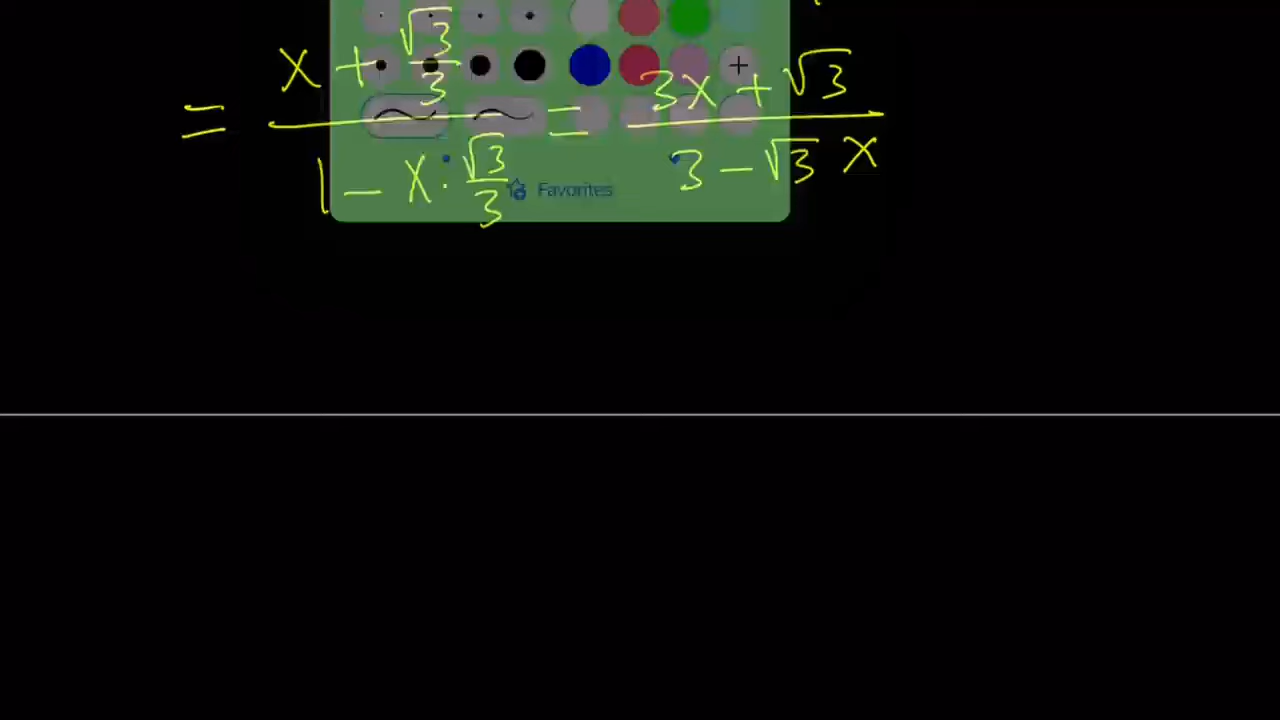 = (x + √3/3) / (1 − x · √3/3) = (3x + √3) / (3 − √3 x)
Favorites